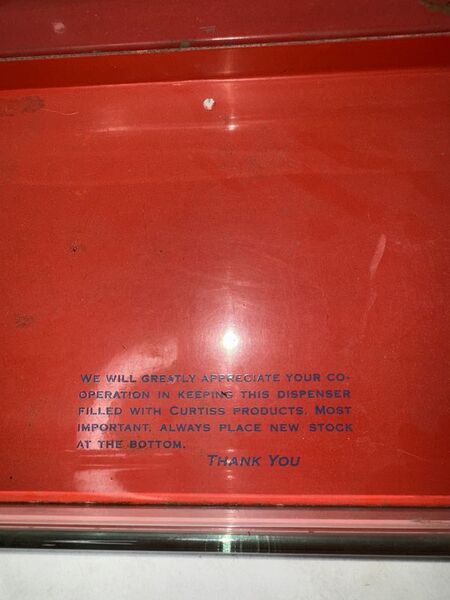 WE WILL GREATLY APPRECIATE YOUR CO-
OPERATION IN KEEPING THIS DISPENSER
FILLED WITH CURTISS PRODUCTS. MOST
IMPORTANT, ALWAYS PLACE NEW STOCK
AT THE BOTTOM.
THANK YOU